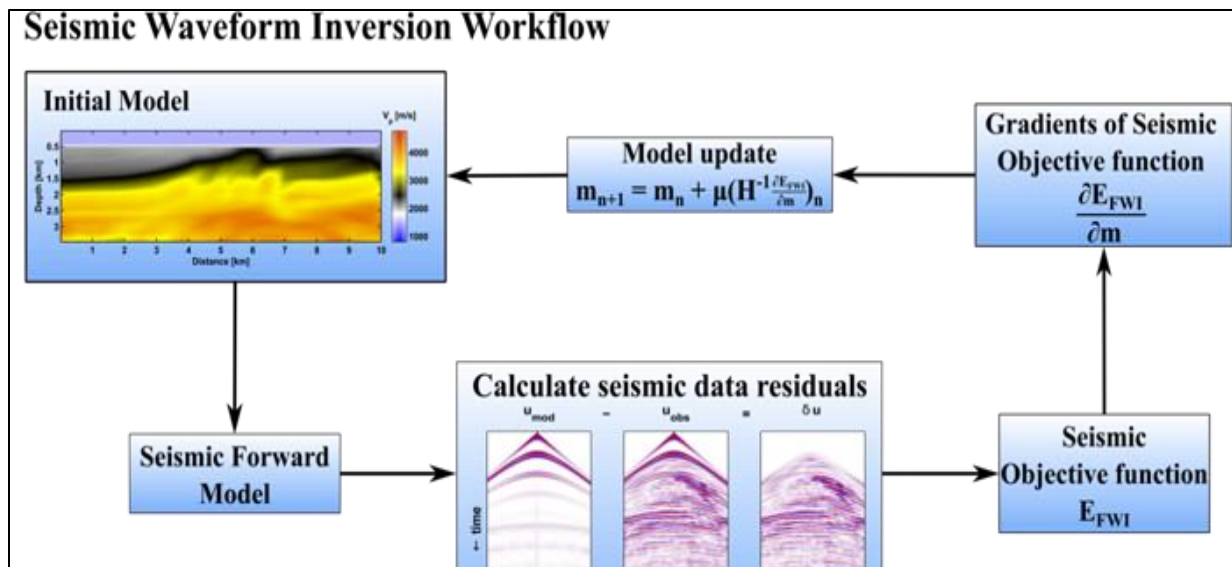 Seismic Waveform Inversion Workflow
Initial Model
Vp [m/s]
0.5
1
1.5
2
2.5
3
Depth [km]
4000
3000
2000
1000
1 2 3 4 5 6 7 8 9 10
Distance [km]
Model update
mn+1 = mn + μ(H-1 ∂EFWI/∂m)n
Gradients of Seismic
Objective function
∂EFWI
∂m
Seismic Forward
Model
Calculate seismic data residuals
umod - uobs = δu
← time
Seismic
Objective function
EFWI